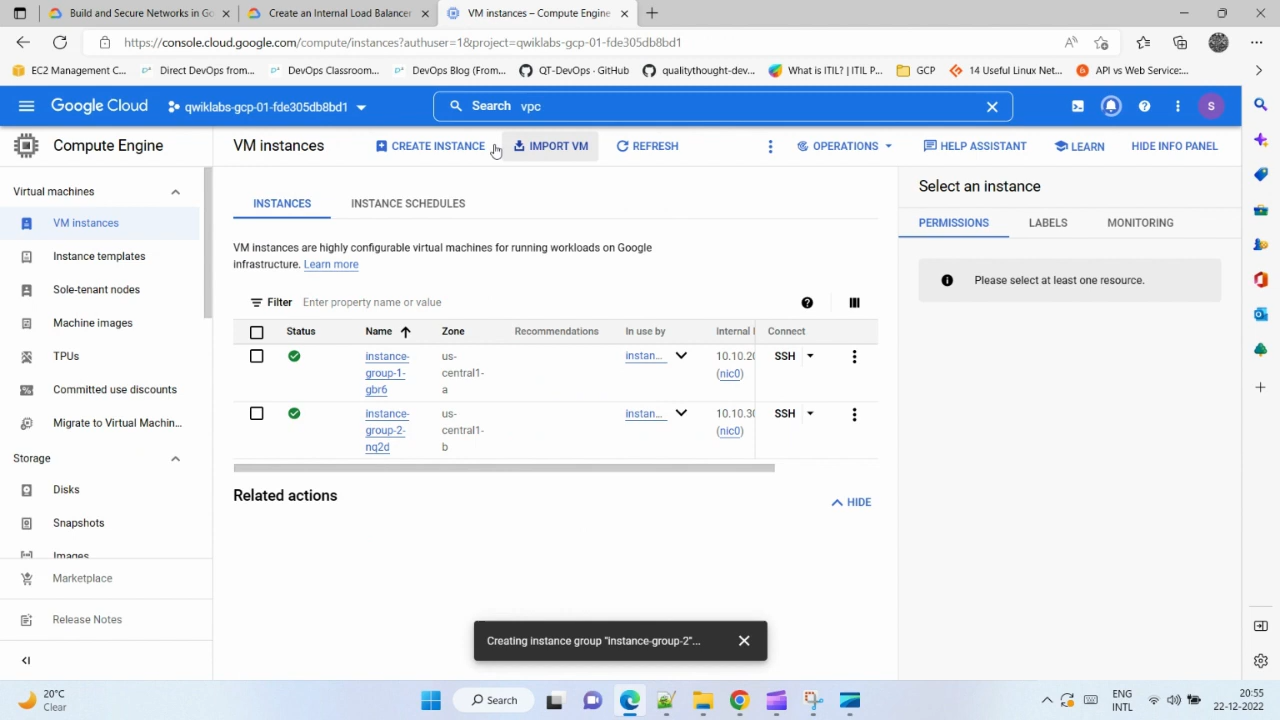 Build and Secure Networks in Go
Create an Internal Load Balancer
VM instances – Compute Engine
https://console.cloud.google.com/compute/instances?authuser=1&project=qwiklabs-gcp-01-fde305db8bd1
EC2 Management C...
Direct DevOps from...
DevOps Classroom...
DevOps Blog (From...
QT-DevOps · GitHub
qualitythought-dev...
What is ITIL? | ITIL P...
GCP
14 Useful Linux Net...
API vs Web Service:...
Google Cloud
qwiklabs-gcp-01-fde305db8bd1
Search vpc
S
Compute Engine
VM instances
CREATE INSTANCE
IMPORT VM
REFRESH
OPERATIONS
HELP ASSISTANT
LEARN
HIDE INFO PANEL
Virtual machines
VM instances
Instance templates
Sole-tenant nodes
Machine images
TPUs
Committed use discounts
Migrate to Virtual Machin...
Storage
Disks
Snapshots
Images
Marketplace
Release Notes
INSTANCES
INSTANCE SCHEDULES
VM instances are highly configurable virtual machines for running workloads on Google
infrastructure. Learn more
Filter Enter property name or value
Status Name Zone Recommendations In use by Internal I Connect
instance-group-1-gbr6 us-central1-a instan... 10.10.20 (nic0) SSH
instance-group-2-nq2d us-central1-b instan... 10.10.30 (nic0) SSH
Related actions
HIDE
Select an instance
PERMISSIONS
LABELS
MONITORING
Please select at least one resource.
Creating instance group "instance-group-2"...
20°C
Clear
Search
ENG
INTL
20:55
22-12-2022